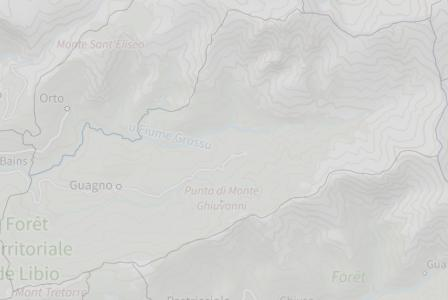 Monte Sant'Eliseo
Orto
u Fiume Grossu
Bains
Guagno
Punta di Monte
Ghiuvanni
Forêt
rritoriale
de Libio
Forêt
Gua
Mont Tretorre